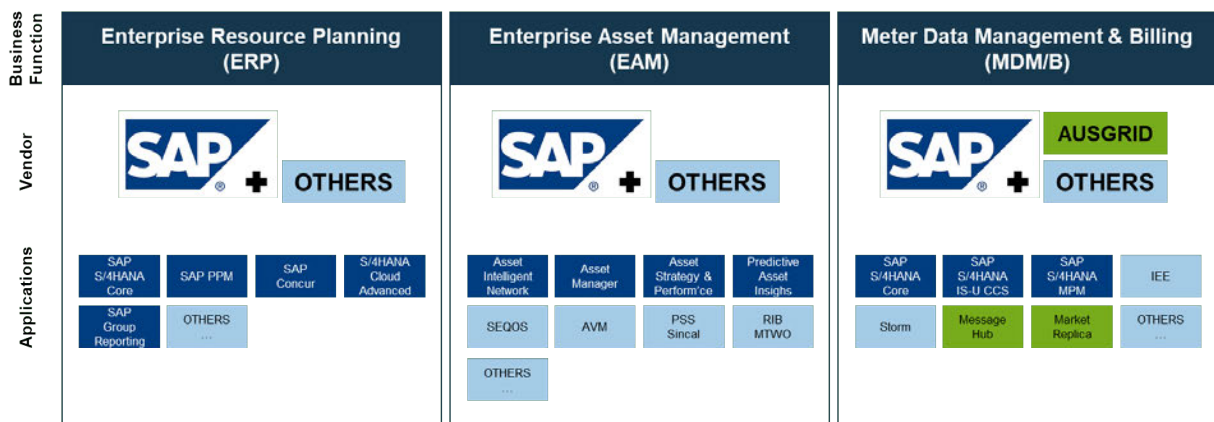 Business
Function
Enterprise Resource Planning
(ERP)
Enterprise Asset Management
(EAM)
Meter Data Management & Billing
(MDM/B)
Vendor
SAP
®
+
OTHERS
SAP
®
+
OTHERS
SAP
®
+
AUSGRID
OTHERS
Applications
SAP
S/4HANA
Core
SAP PPM
SAP
Concur
S/4HANA
Cloud
Advanced
SAP
Group
Reporting
OTHERS
...
Asset
Intelligent
Network
Asset
Manager
Asset
Strategy &
Perform'ce
Predictive
Asset
Insighs
SEQOS
AVM
PSS
Sincal
RIB
MTWO
OTHERS
...
SAP
S/4HANA
Core
SAP
S/4HANA
IS-U CCS
SAP
S/4HANA
MPM
IEE
Storm
Message
Hub
Market
Replica
OTHERS
...